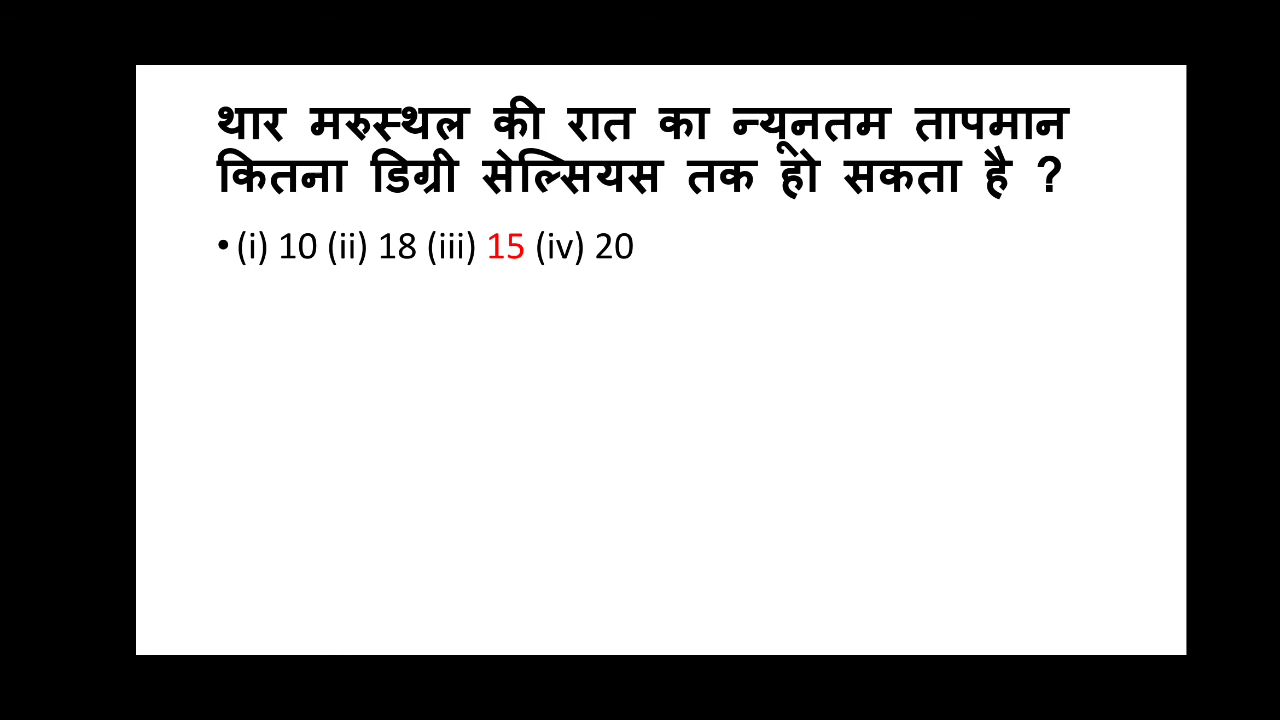 थार मरुस्थल की रात का न्यूनतम तापमान
कितना डिग्री सेल्सियस तक हो सकता है ?
• (i) 10 (ii) 18 (iii) 15 (iv) 20